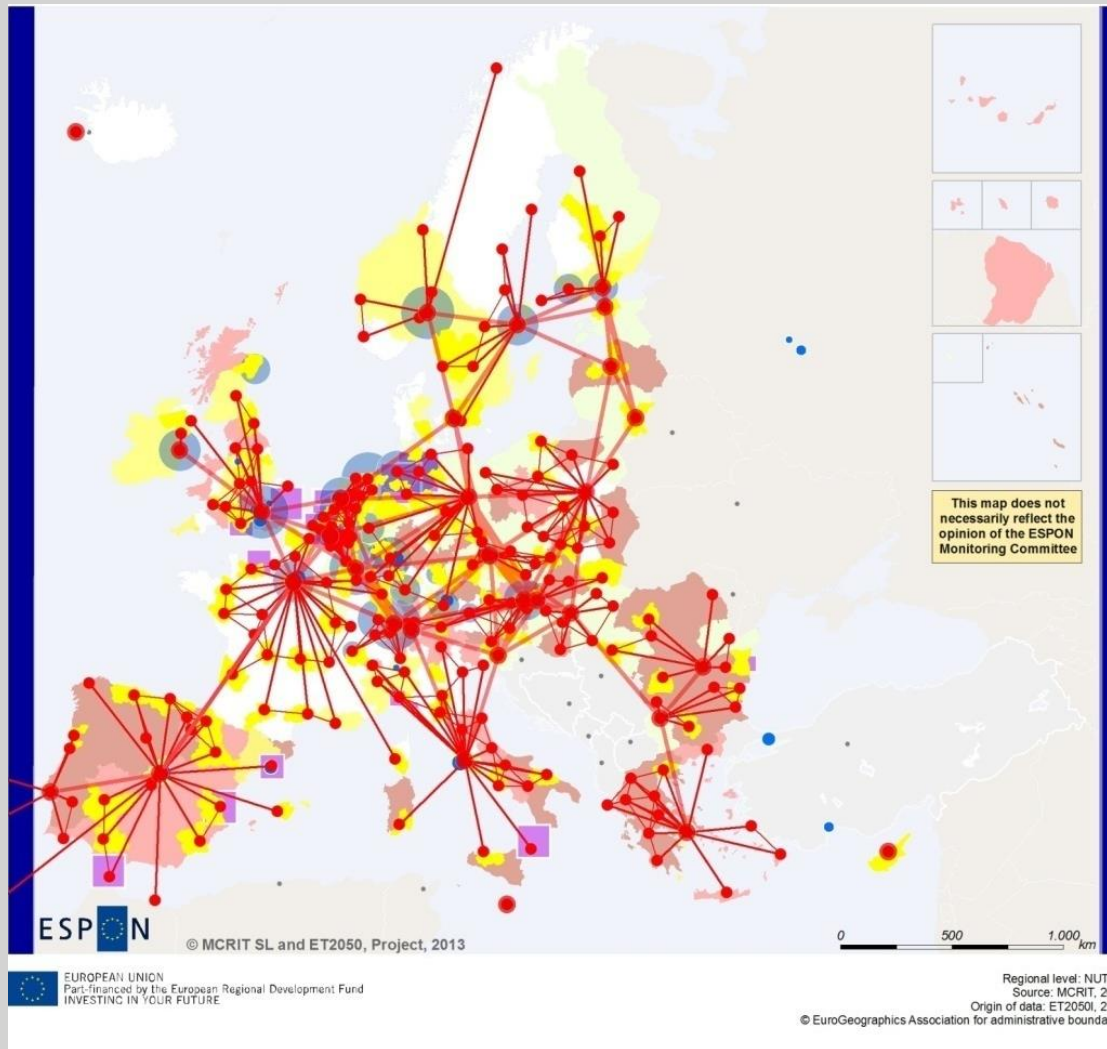 This map does not
necessarily reflect the
opinion of the ESPON
Monitoring Committee
ESPON
© MCRIT SL and ET2050, Project, 2013
0 500 1.000
km
EUROPEAN UNION
Part-financed by the European Regional Development Fund
INVESTING IN YOUR FUTURE
Regional level: NUT
Source: MCRIT, 2
Origin of data: ET2050I, 2
© EuroGeographics Association for administrative bounda